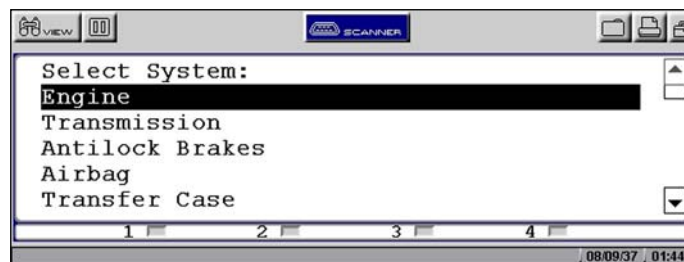 VIEW
SCANNER
Select System:
Engine
Transmission
Antilock Brakes
Airbag
Transfer Case
1 2 3 4
08/09/37 01:44